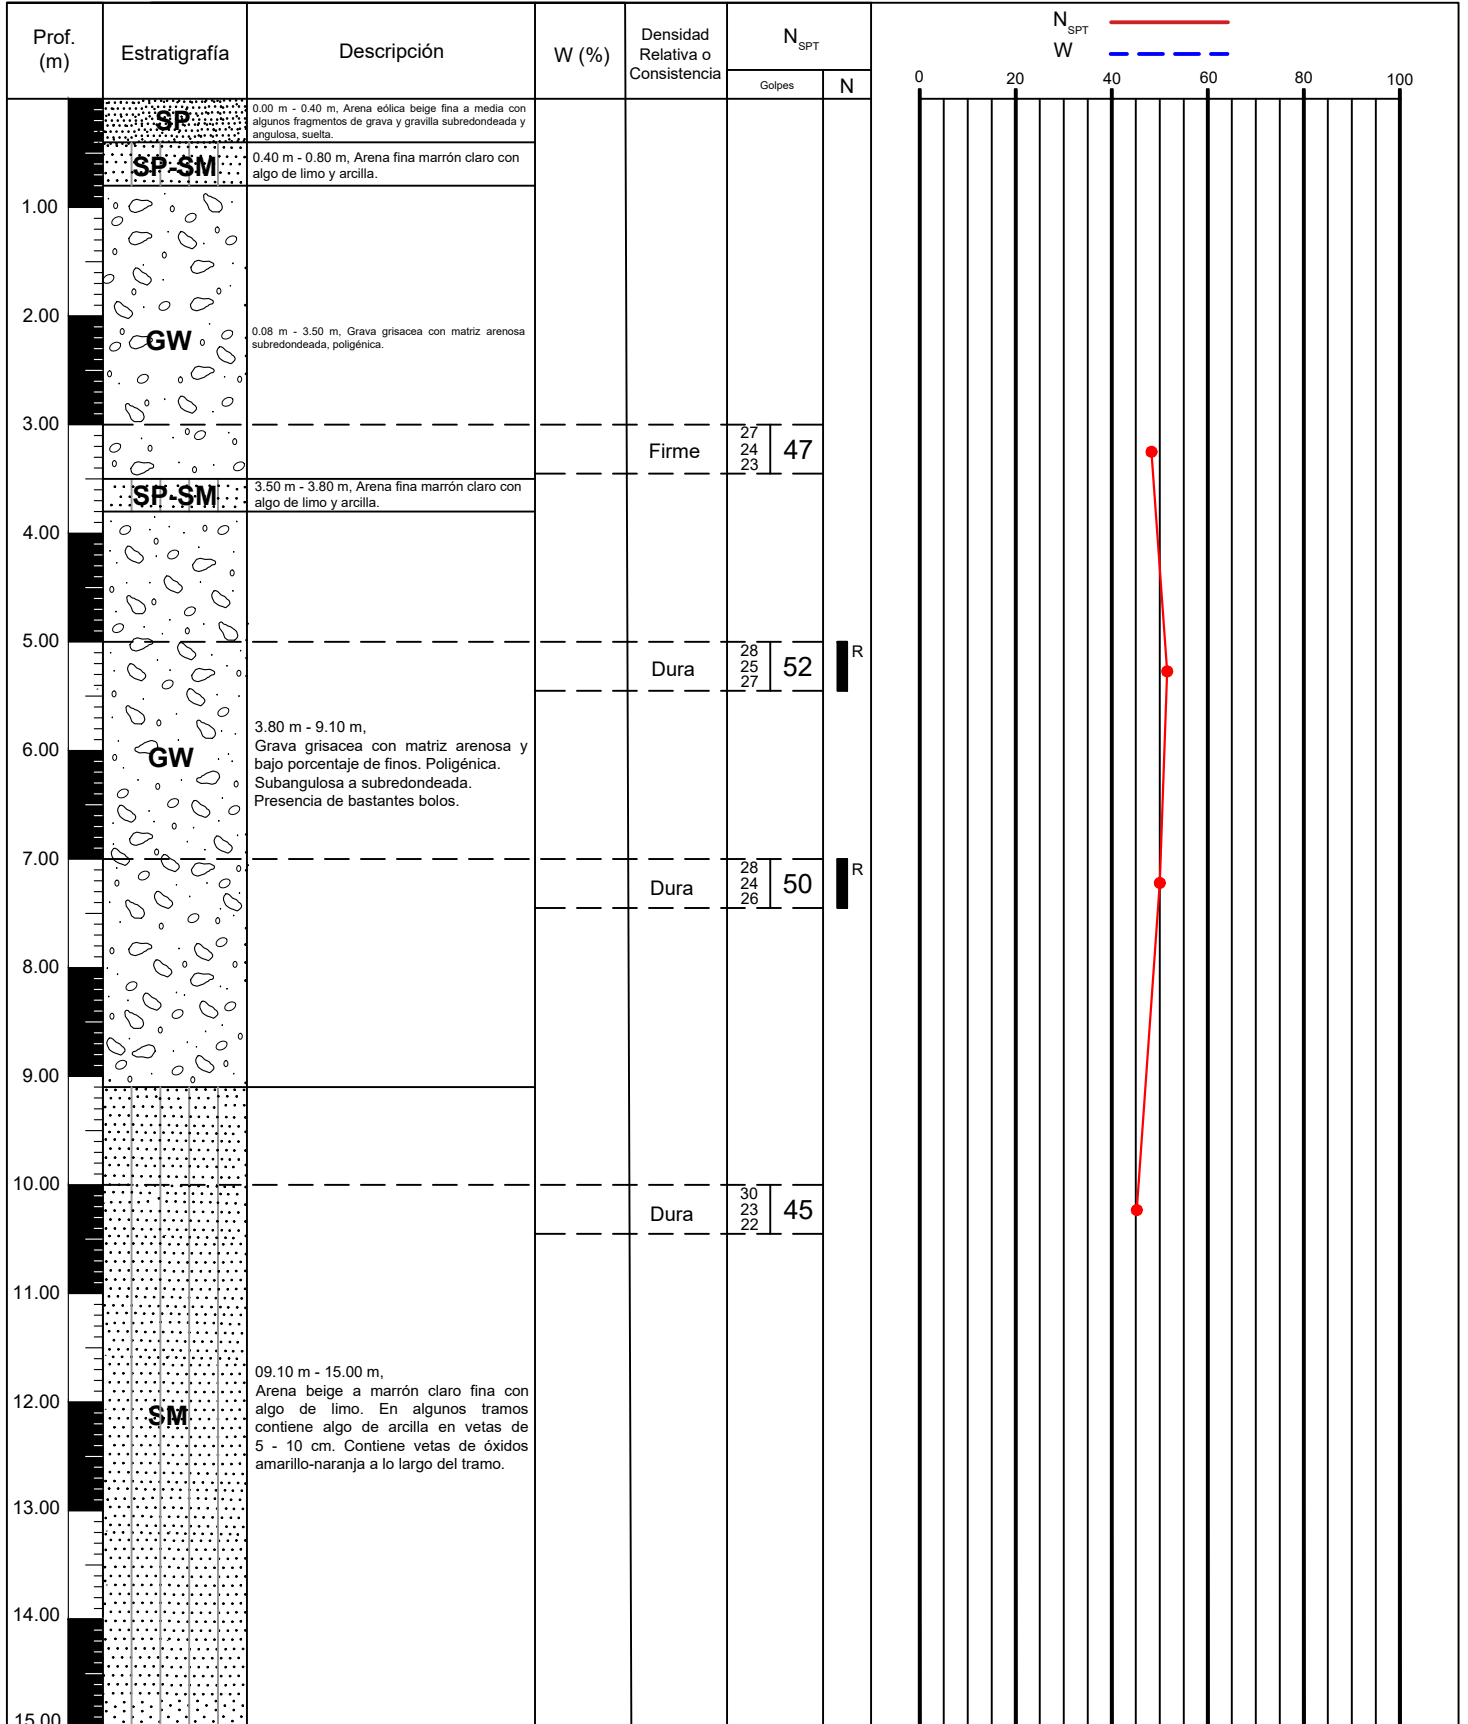 Prof.
(m)
Estratigrafía
Descripción
W (%)
Densidad
Relativa o
Consistencia
N SPT
Golpes
N
N SPT
W
0 20 40 60 80 100
SP
0.00 m - 0.40 m, Arena eólica beige fina a media con
algunos fragmentos de grava y gravilla subredondeada y
angulosa, suelta.
SP-SM
0.40 m - 0.80 m, Arena fina marrón claro con
algo de limo y arcilla.
1.00
2.00
GW
0.08 m - 3.50 m, Grava grisacea con matriz arenosa
subredondeada, poligénica.
3.00
Firme
27
24
23
47
SP-SM
3.50 m - 3.80 m, Arena fina marrón claro con
algo de limo y arcilla.
4.00
5.00
Dura
28
25
27
52
R
6.00
GW
3.80 m - 9.10 m,
Grava grisacea con matriz arenosa y
bajo porcentaje de finos. Poligénica.
Subangulosa a subredondeada.
Presencia de bastantes bolos.
7.00
Dura
28
24
26
50
R
8.00
9.00
10.00
Dura
30
23
22
45
11.00
12.00
SM
09.10 m - 15.00 m,
Arena beige a marrón claro fina con
algo de limo. En algunos tramos
contiene algo de arcilla en vetas de
5 - 10 cm. Contiene vetas de óxidos
amarillo-naranja a lo largo del tramo.
13.00
14.00
15.00